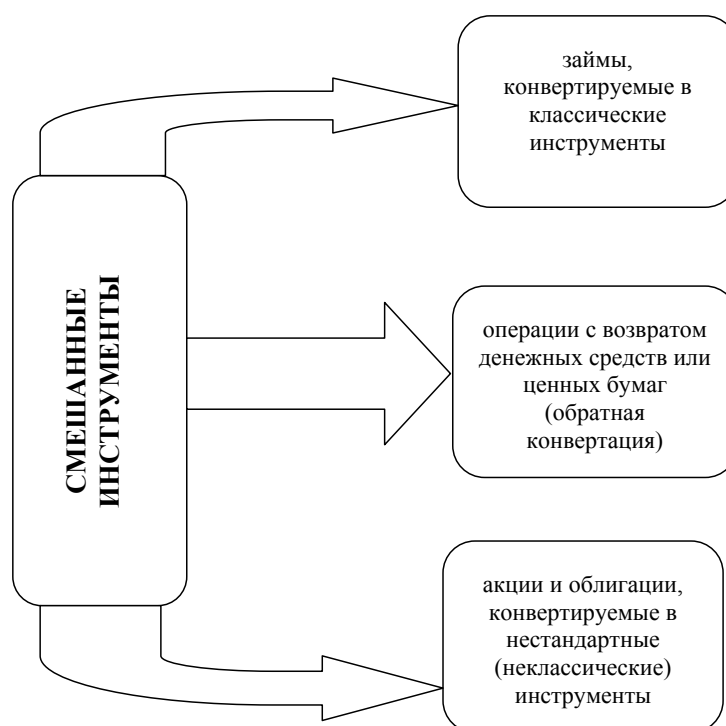 займы,
конвертируемые в
классические
инструменты
СМЕШАННЫЕ
ИНСТРУМЕНТЫ
операции с возвратом
денежных средств или
ценных бумаг
(обратная
конвертация)
акции и облигации,
конвертируемые в
нестандартные
(неклассические)
инструменты